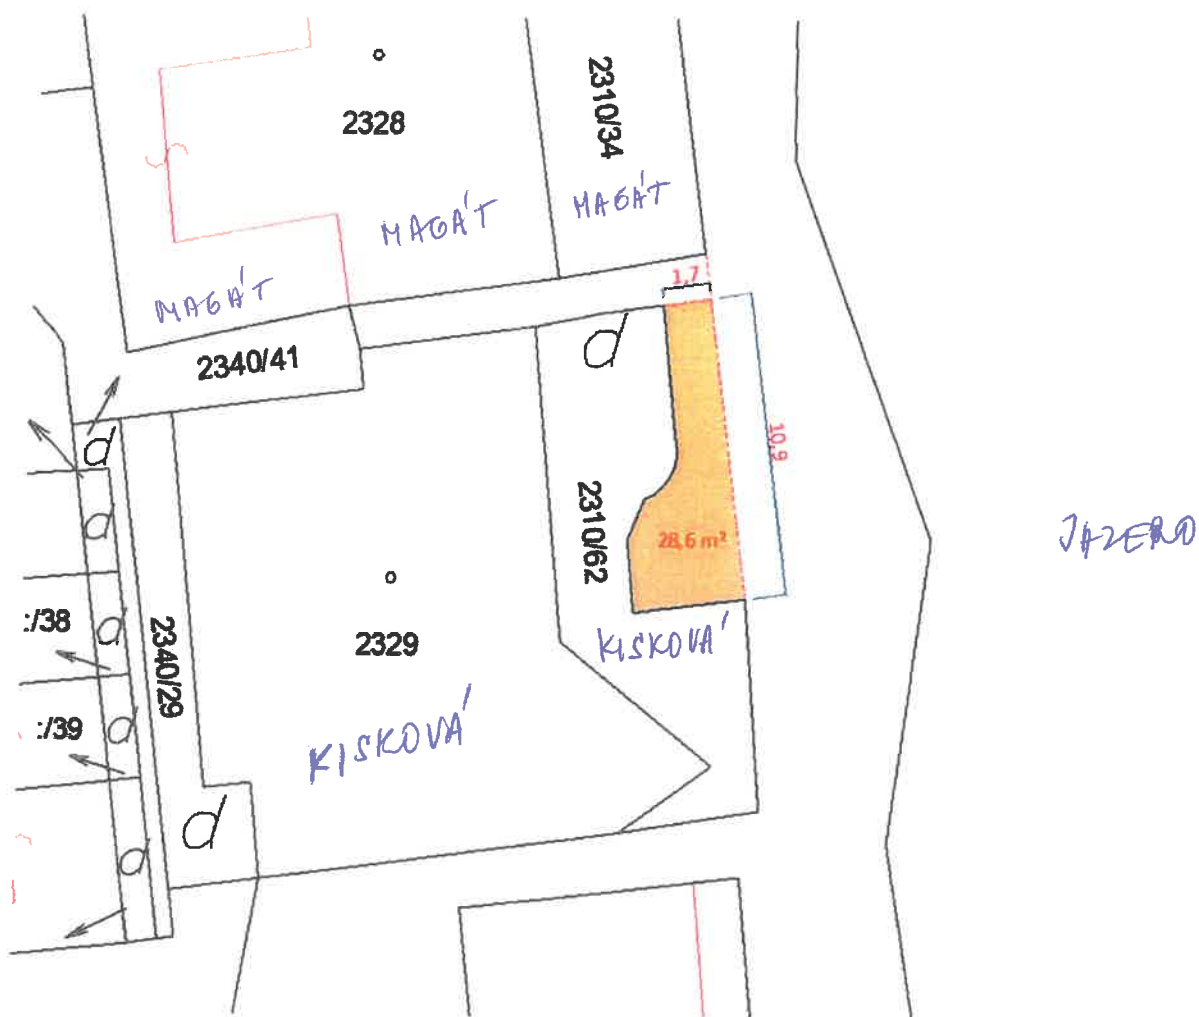 2328
2310/34
MAGÁT
MAGÁT
MAGÁT
1,7
d
2340/41
d
10,9
2310/62
d
28,6 m²
JAZERO
:/38
d
2340/29
2329
KISKOVÁ
:/39
d
KISKOVÁ
d
d